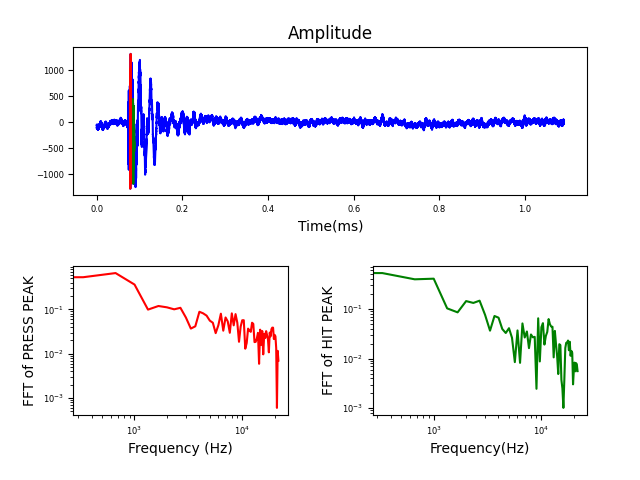 Amplitude
1000
500
0
−500
−1000
0.0 0.2 0.4 0.6 0.8 1.0
Time(ms)
FFT of PRESS PEAK
10⁻¹
10⁻²
10⁻³
10³ 10⁴
Frequency (Hz)
FFT of HIT PEAK
10⁻¹
10⁻²
10⁻³
10³ 10⁴
Frequency(Hz)